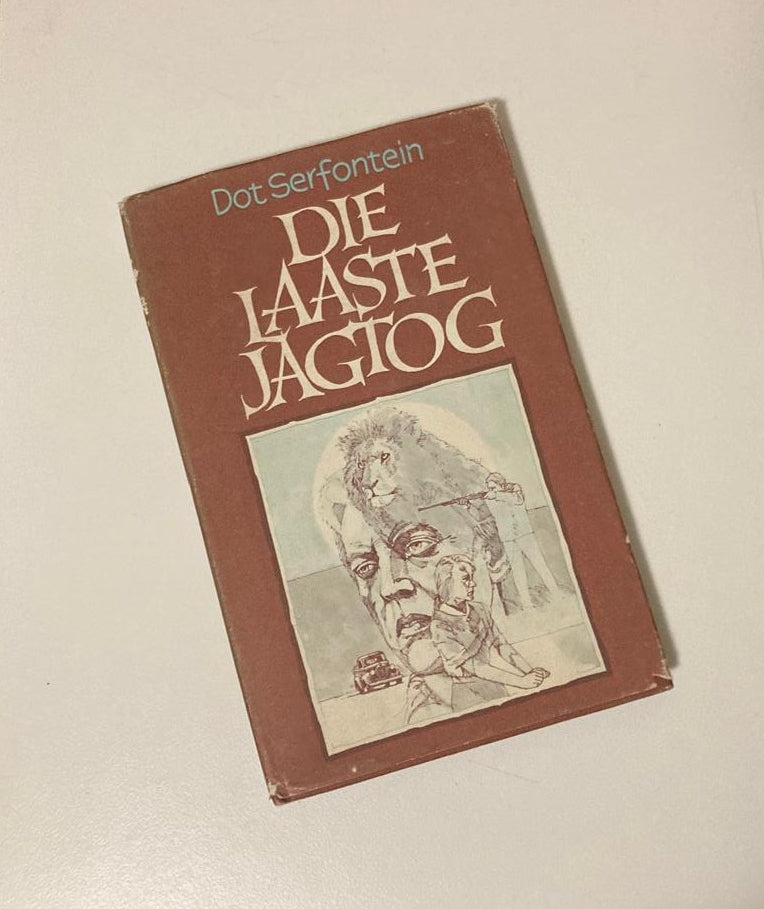 Dot Serfontein
DIE
LAASTE
JAGTOG